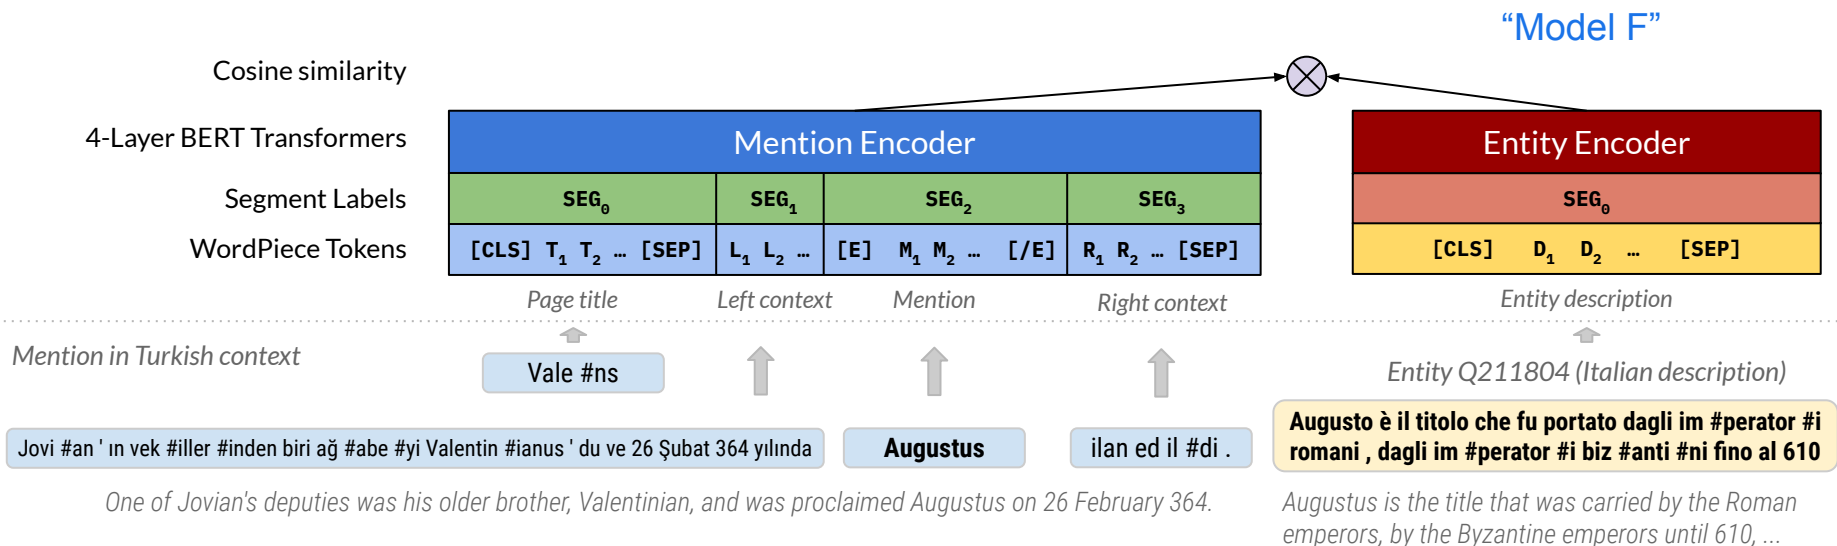 “Model F”
Cosine similarity
4-Layer BERT Transformers
Mention Encoder
Entity Encoder
Segment Labels
SEG₀ SEG₁ SEG₂ SEG₃
SEG₀
WordPiece Tokens
[CLS] T₁ T₂ … [SEP] L₁ L₂ … [E] M₁ M₂ … [/E] R₁ R₂ … [SEP]
[CLS] D₁ D₂ … [SEP]
Page title
Left context
Mention
Right context
Entity description
Mention in Turkish context
Vale #ns
Entity Q211804 (Italian description)
Jovi #an ' ın vek #iller #inden biri ağ #abe #yi Valentin #ianus ' du ve 26 Şubat 364 yılında
Augustus
ilan ed il #di .
Augusto è il titolo che fu portato dagli im #perator #i
romani , dagli im #perator #i biz #anti #ni fino al 610
One of Jovian's deputies was his older brother, Valentinian, and was proclaimed Augustus on 26 February 364.
Augustus is the title that was carried by the Roman
emperors, by the Byzantine emperors until 610, ...